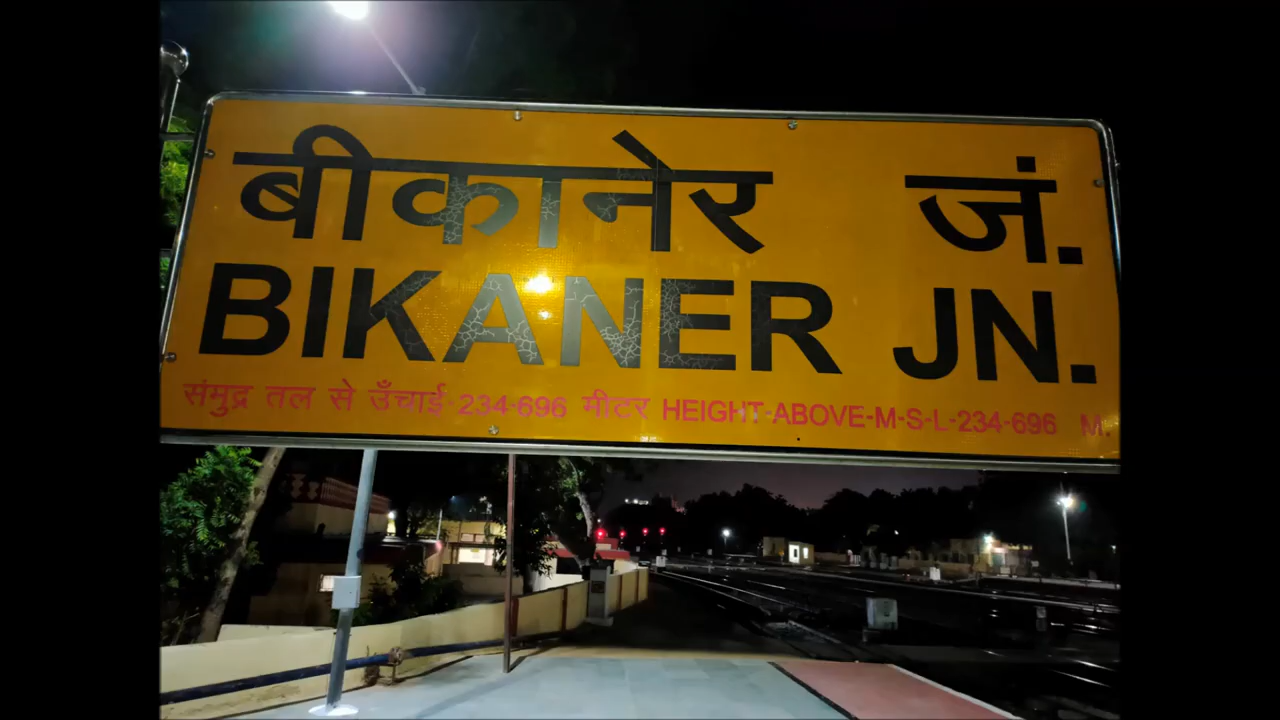 बीकानेर जं.
BIKANER JN.
संमुद्र तल से उँचाई-234-696 मीटर HEIGHT-ABOVE-M-S-L-234-696 M.